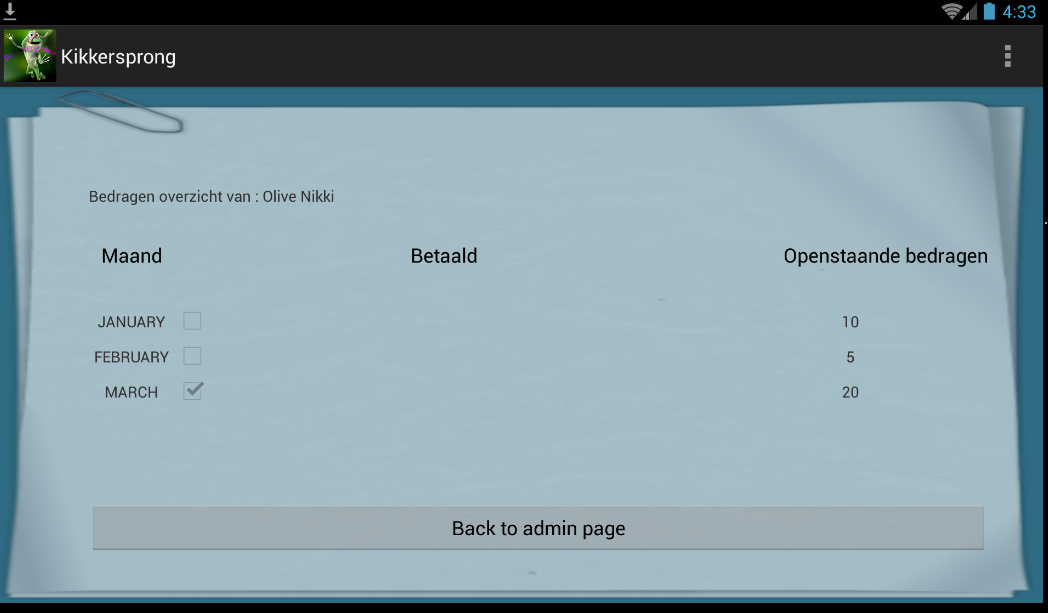 4:33
Kikkersprong
Bedragen overzicht van : Olive Nikki
Maand Betaald Openstaande bedragen
JANUARY 10
FEBRUARY 5
MARCH 20
Back to admin page